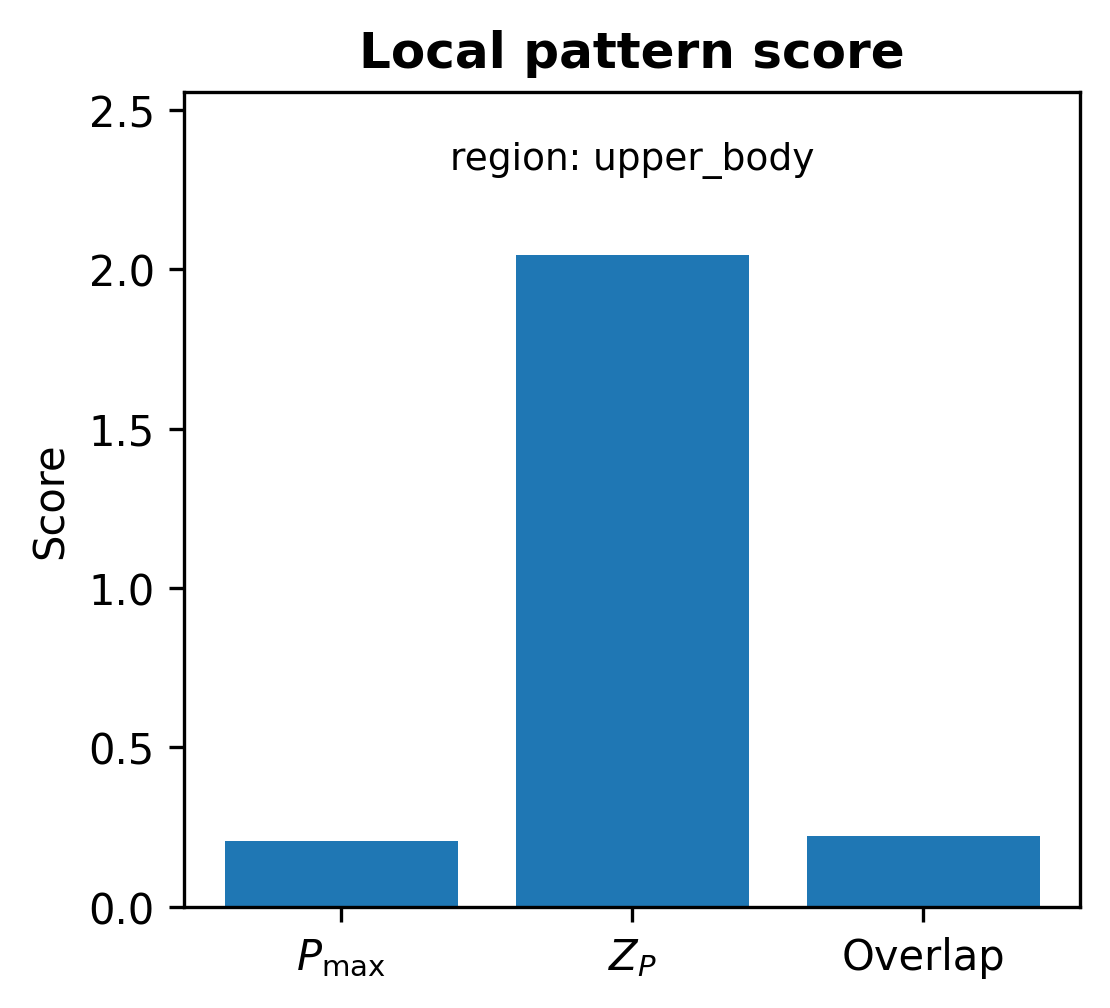 Local pattern score
region: upper_body
2.5
2.0
1.5
1.0
0.5
0.0
Score
P_max
Z_P
Overlap